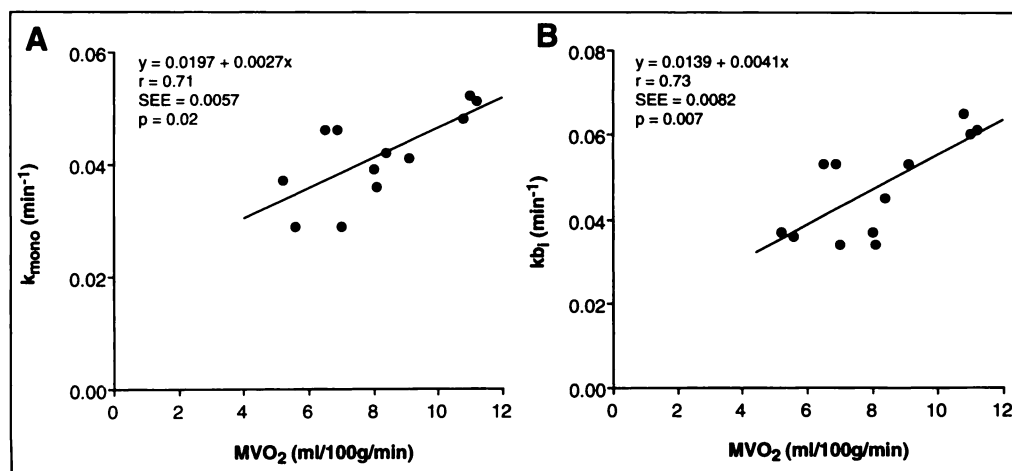 A
y = 0.0197 + 0.0027x
r = 0.71
SEE = 0.0057
p = 0.02
0.06
0.04
0.02
0.00
k_mono (min⁻¹)
0 2 4 6 8 10 12
MVO₂ (ml/100g/min)
B
y = 0.0139 + 0.0041x
r = 0.73
SEE = 0.0082
p = 0.007
0.08
0.06
0.04
0.02
0.00
kb_i (min⁻¹)
0 2 4 6 8 10 12
MVO₂ (ml/100g/min)